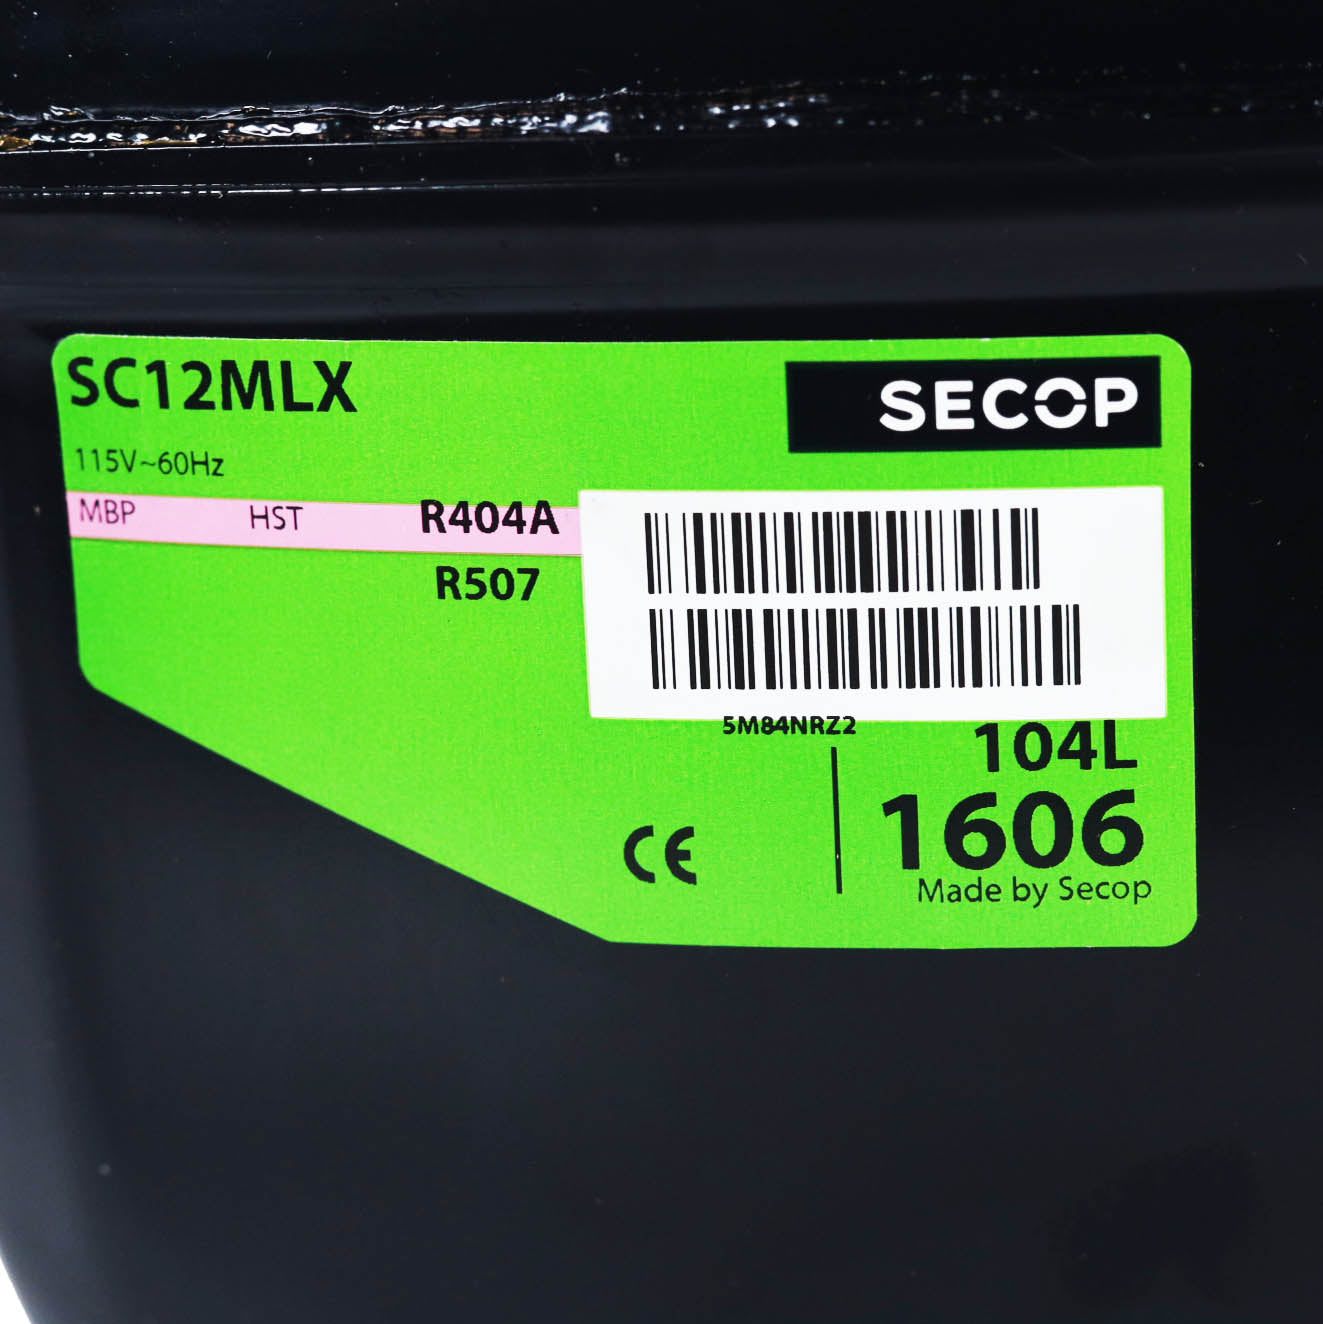 SC12MLX
SECOP
115V~60Hz
MBP HST R404A
R507
5M84NRZ2
104L
1606
CE
Made by Secop